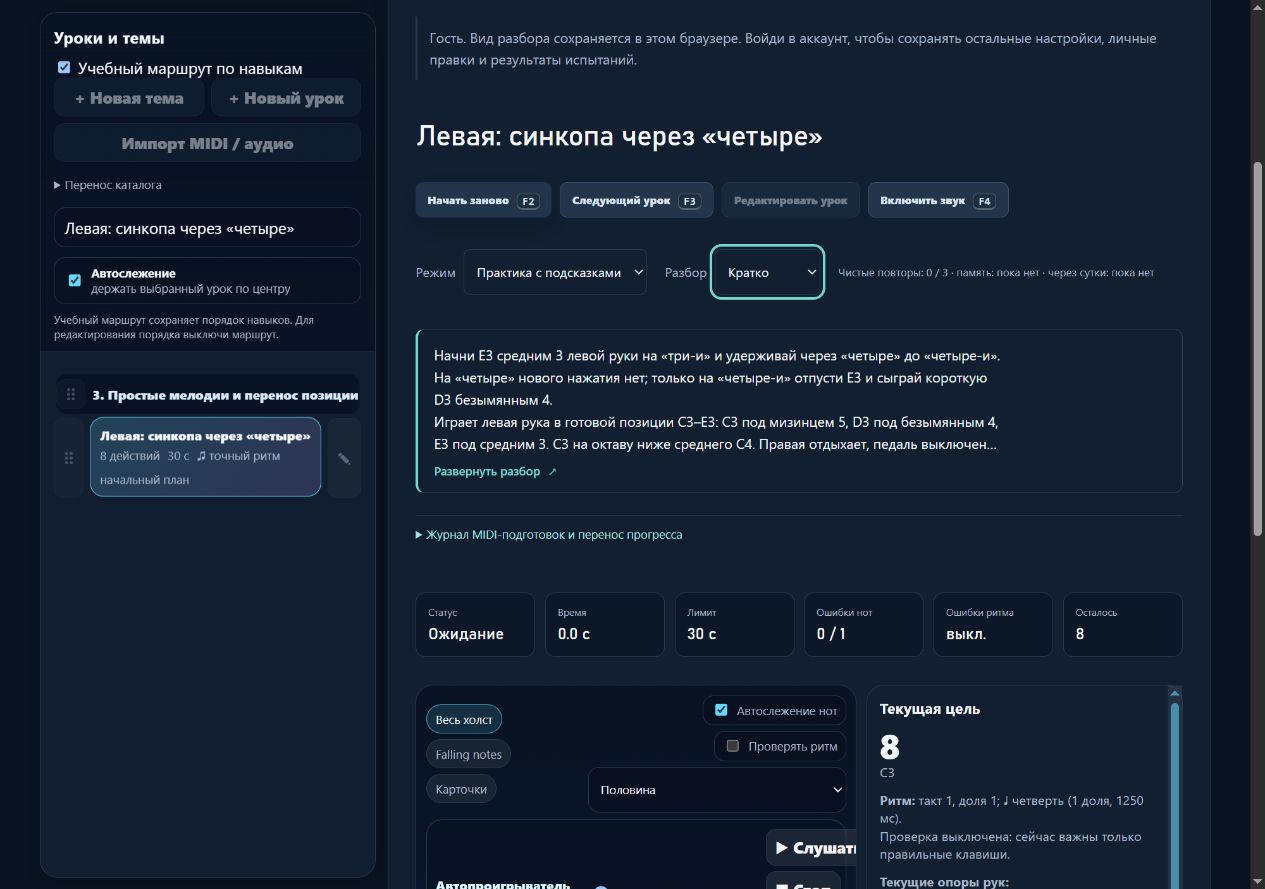 Уроки и темы
Учебный маршрут по навыкам
+ Новая тема
+ Новый урок
Импорт MIDI / аудио
Перенос каталога
Левая: синкопа через «четыре»
Автослежение
держать выбранный урок по центру
Учебный маршрут сохраняет порядок навыков. Для
редактирования порядка выключи маршрут.
3. Простые мелодии и перенос позиции
Левая: синкопа через «четыре»
8 действий 30 с ♫ точный ритм
начальный план
Гость. Вид разбора сохраняется в этом браузере. Войди в аккаунт, чтобы сохранять остальные настройки, личные
правки и результаты испытаний.
Левая: синкопа через «четыре»
Начать заново F2
Следующий урок F3
Редактировать урок
Включить звук F4
Режим
Практика с подсказками
Разбор
Кратко
Чистые повторы: 0 / 3 · память: пока нет · через сутки: пока нет
Начни E3 средним 3 левой руки на «три-и» и удерживай через «четыре» до «четыре-и».
На «четыре» нового нажатия нет; только на «четыре-и» отпусти E3 и сыграй короткую
D3 безымянным 4.
Играет левая рука в готовой позиции C3–E3: C3 под мизинцем 5, D3 под безымянным 4,
E3 под средним 3. C3 на октаву ниже среднего C4. Правая отдыхает, педаль выключен...
Развернуть разбор ↗
Журнал MIDI-подготовок и перенос прогресса
Статус
Ожидание
Время
0.0 с
Лимит
30 с
Ошибки нот
0 / 1
Ошибки ритма
выкл.
Осталось
8
Весь холст
Falling notes
Карточки
Автослежение нот
Проверять ритм
Половина
▶ Слушать
Автопроигрыватель
Стоп
Текущая цель
8
C3
Ритм: такт 1, доля 1; ♩ четверть (1 доля, 1250
мс).
Проверка выключена: сейчас важны только
правильные клавиши.
Текущие опоры рук: